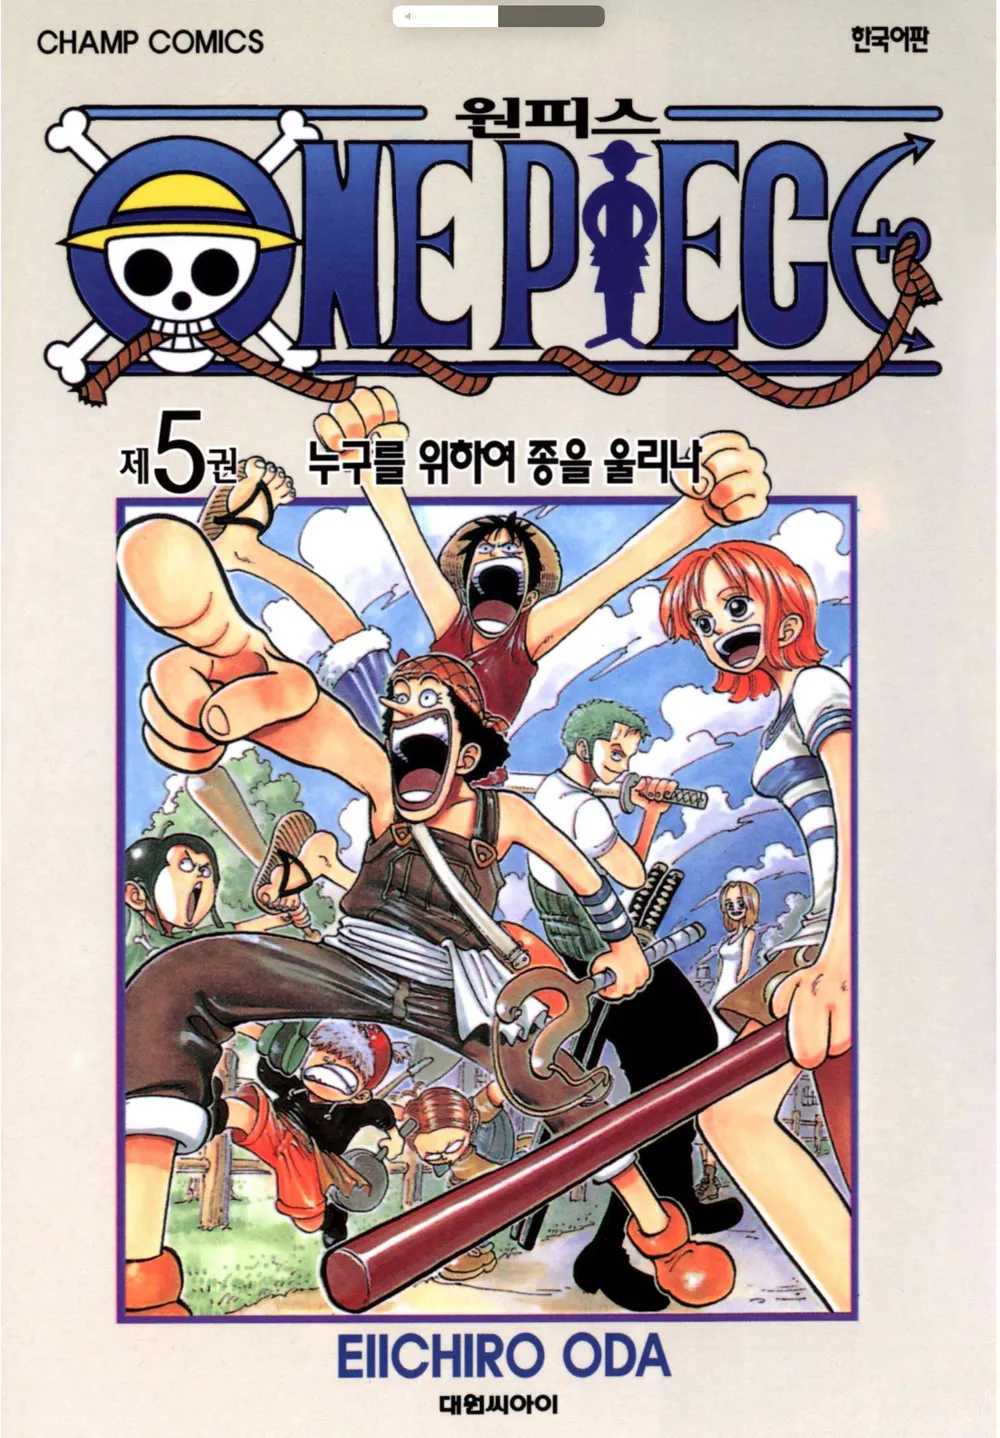 CHAMP COMICS
한국어판
원피스
ONE PIECE
제5권
누구를 위하여 종을 울리나
EIICHIRO ODA
대원씨아이